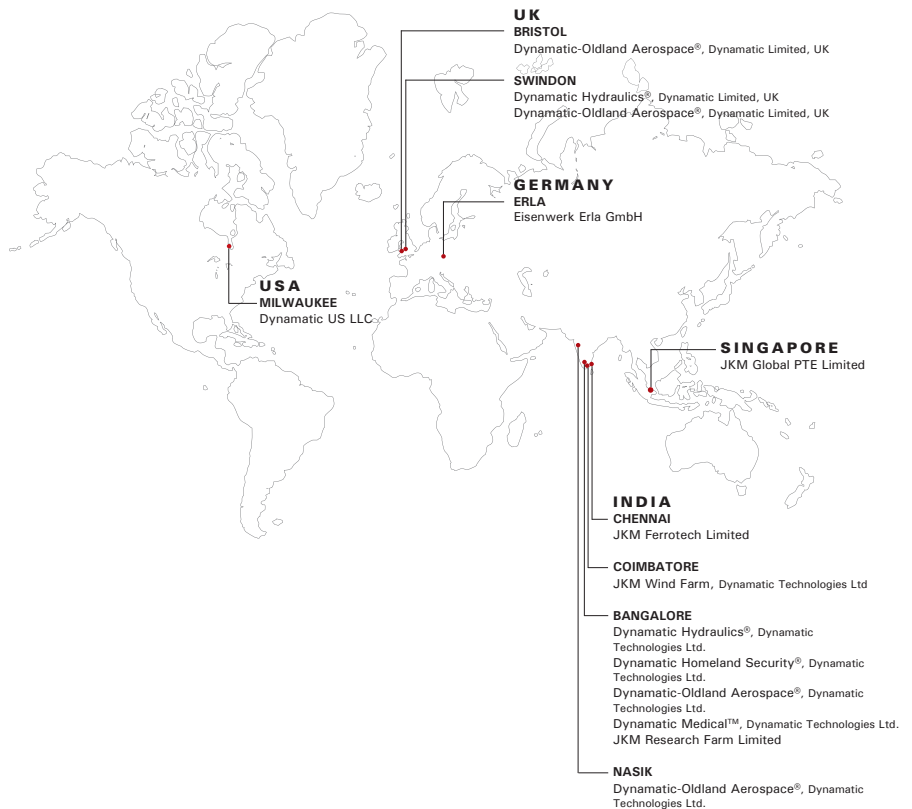 UK
BRISTOL
Dynamatic-Oldland Aerospace®, Dynamatic Limited, UK
SWINDON
Dynamatic Hydraulics®, Dynamatic Limited, UK
Dynamatic-Oldland Aerospace®, Dynamatic Limited, UK
GERMANY
ERLA
Eisenwerk Erla GmbH
USA
MILWAUKEE
Dynamatic US LLC
SINGAPORE
JKM Global PTE Limited
INDIA
CHENNAI
JKM Ferrotech Limited
COIMBATORE
JKM Wind Farm, Dynamatic Technologies Ltd
BANGALORE
Dynamatic Hydraulics®, Dynamatic
Technologies Ltd.
Dynamatic Homeland Security®, Dynamatic
Technologies Ltd.
Dynamatic-Oldland Aerospace®, Dynamatic
Technologies Ltd.
Dynamatic Medical™, Dynamatic Technologies Ltd.
JKM Research Farm Limited
NASIK
Dynamatic-Oldland Aerospace®, Dynamatic
Technologies Ltd.